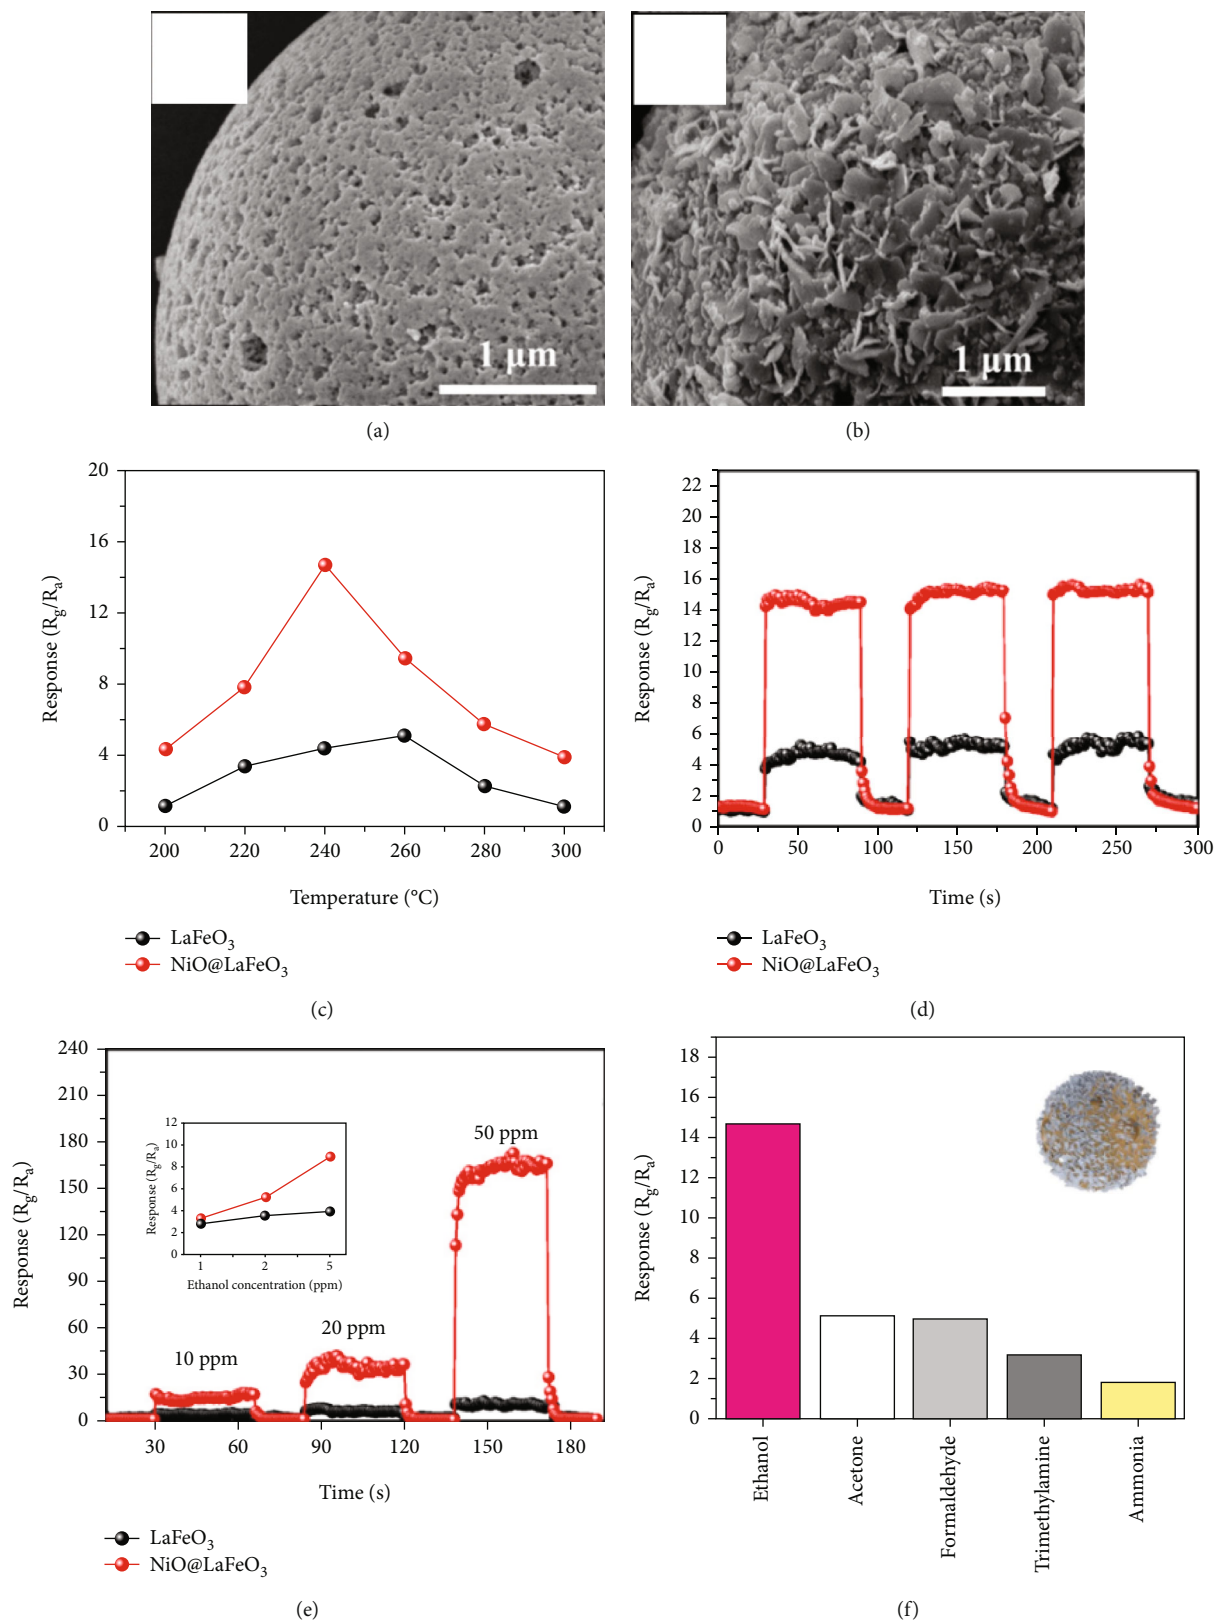 1 μm
1 μm
(a)
(b)
20
16
12
8
4
0
Response (Rg/Ra)
200 220 240 260 280 300
Temperature (°C)
LaFeO3
NiO@LaFeO3
(c)
22
20
18
16
14
12
10
8
6
4
2
0
Response (Rg/Ra)
0 50 100 150 200 250 300
Time (s)
LaFeO3
NiO@LaFeO3
(d)
240
210
180
150
120
90
60
30
0
Response (Rg/Ra)
12
10
8
6
4
2
0
Response (Rg/Ra)
1 2 5
Ethanol concentration (ppm)
10 ppm
20 ppm
50 ppm
30 60 90 120 150 180
Time (s)
LaFeO3
NiO@LaFeO3
(e)
18
16
14
12
10
8
6
4
2
0
Response (Rg/Ra)
Ethanol
Acetone
Formaldehyde
Trimethylamine
Ammonia
(f)